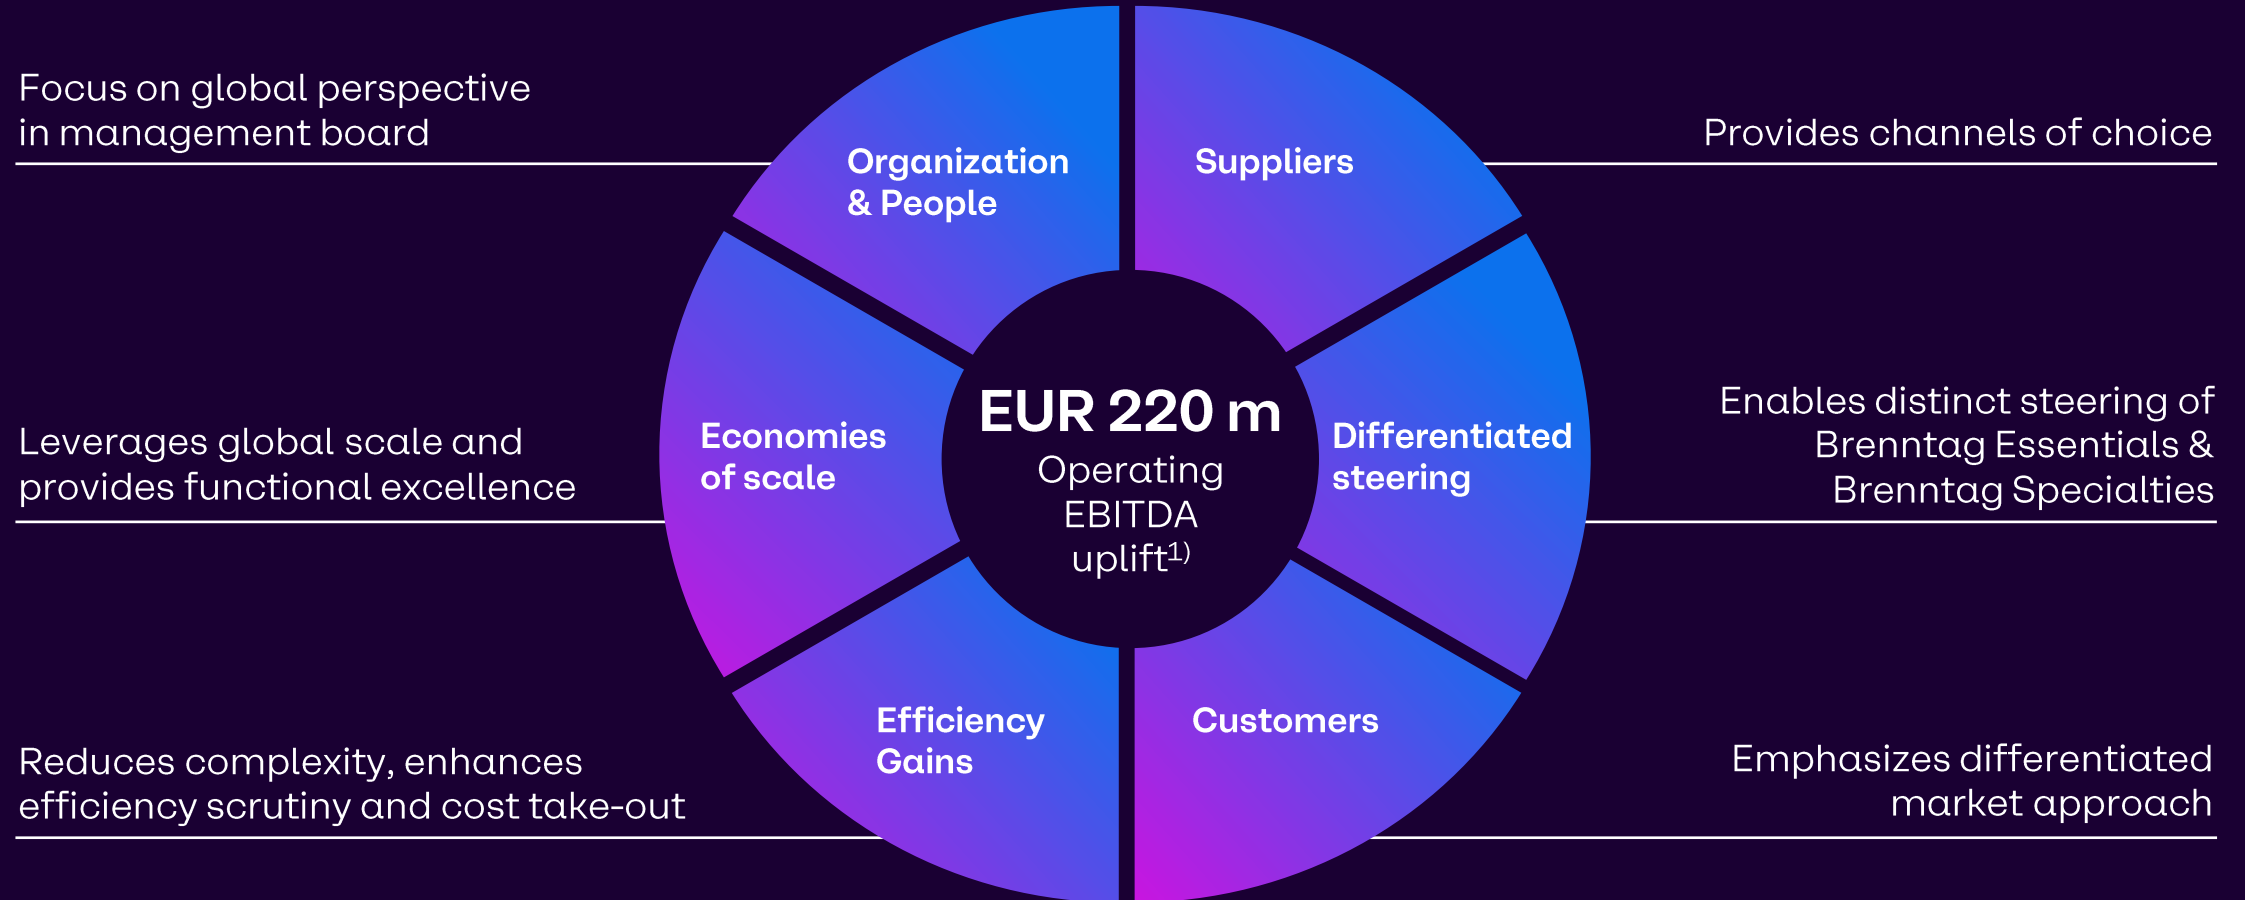 Focus on global perspective
in management board
Organization
& People
Suppliers
Provides channels of choice
Leverages global scale and
provides functional excellence
Economies
of scale
EUR 220 m
Operating
EBITDA
uplift¹⁾
Differentiated
steering
Enables distinct steering of
Brenntag Essentials &
Brenntag Specialties
Reduces complexity, enhances
efficiency scrutiny and cost take-out
Efficiency
Gains
Customers
Emphasizes differentiated
market approach